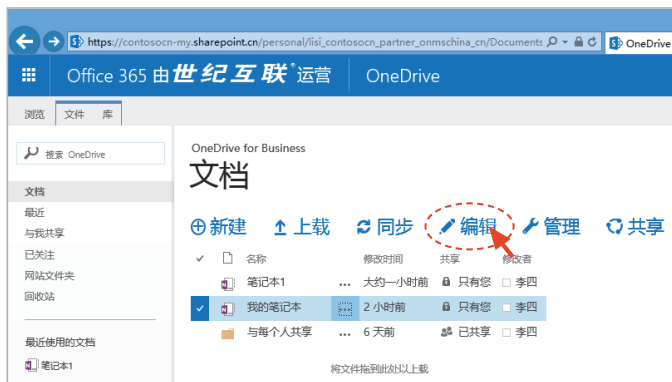 https://contosocn-my.sharepoint.cn/personal/lisi_contosocn_partner_onmschina_cn/Documents
OneDrive
Office 365 由世纪互联运营
OneDrive
浏览 文件 库
搜索 OneDrive
文档
最近
与我共享
已关注
网站文件夹
回收站
最近使用的文档
笔记本1
OneDrive for Business
文档
新建 上载 同步 编辑 管理 共享
名称 修改时间 共享 修改者
笔记本1 ... 大约一小时前 只有您 李四
我的笔记本 ... 2 小时前 只有您 李四
与每个人共享 ... 6 天前 已共享 李四
将文件拖到此处以上载